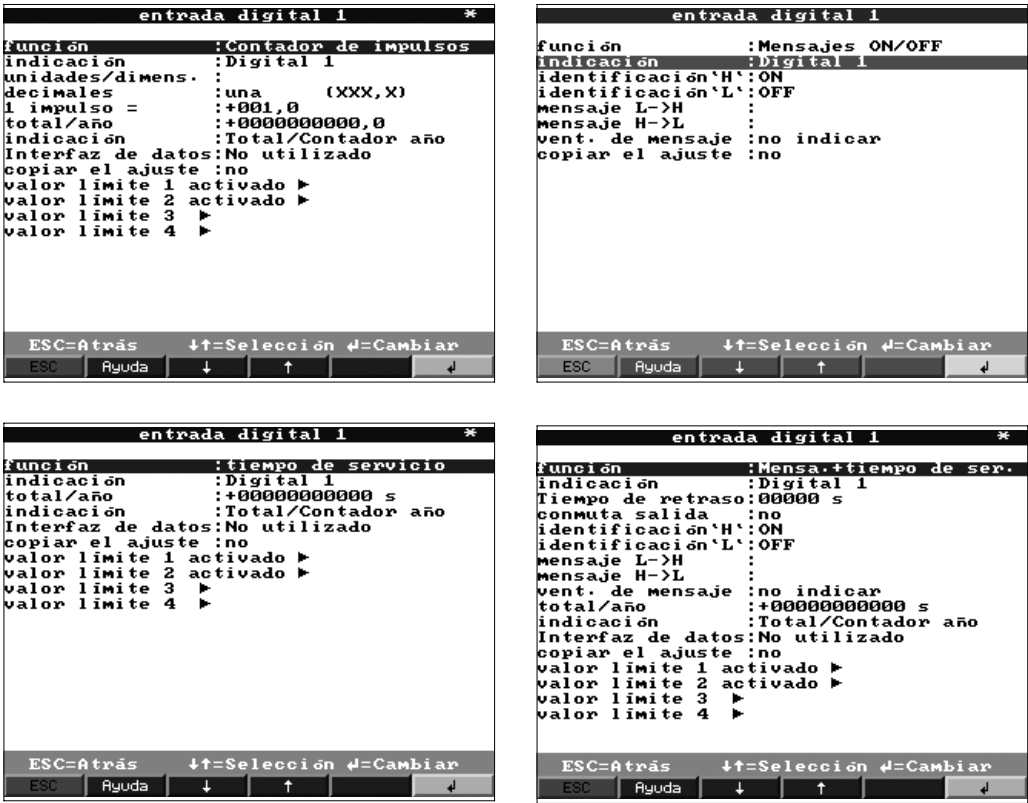 entrada digital 1 *
función :Contador de impulsos
indicación :Digital 1
unidades/dimens. :
decimales :una (XXX,X)
1 impulso = :+001,0
total/año :+0000000000,0
indicación :Total/Contador año
Interfaz de datos:No utilizado
copiar el ajuste :no
valor límite 1 activado ►
valor límite 2 activado ►
valor límite 3 ►
valor límite 4 ►
ESC=Atrás ↓↑=Selección ↲=Cambiar
ESC Ayuda ↓ ↑ ↲
entrada digital 1
función :Mensajes ON/OFF
indicación :Digital 1
identificación'H':ON
identificación'L':OFF
mensaje L->H :
mensaje H->L :
vent. de mensaje :no indicar
copiar el ajuste :no
ESC=Atrás ↓↑=Selección ↲=Cambiar
ESC Ayuda ↓ ↑ ↲
entrada digital 1 *
función :tiempo de servicio
indicación :Digital 1
total/año :+00000000000 s
indicación :Total/Contador año
Interfaz de datos:No utilizado
copiar el ajuste :no
valor límite 1 activado ►
valor límite 2 activado ►
valor límite 3 ►
valor límite 4 ►
ESC=Atrás ↓↑=Selección ↲=Cambiar
ESC Ayuda ↓ ↑ ↲
entrada digital 1 *
función :Mensa.+tiempo de ser.
indicación :Digital 1
Tiempo de retraso:00000 s
conmuta salida :no
identificación'H':ON
identificación'L':OFF
mensaje L->H :
mensaje H->L :
vent. de mensaje :no indicar
total/año :+00000000000 s
indicación :Total/Contador año
Interfaz de datos:No utilizado
copiar el ajuste :no
valor límite 1 activado ►
valor límite 2 activado ►
valor límite 3 ►
valor límite 4 ►
ESC=Atrás ↓↑=Selección ↲=Cambiar
ESC Ayuda ↓ ↑ ↲